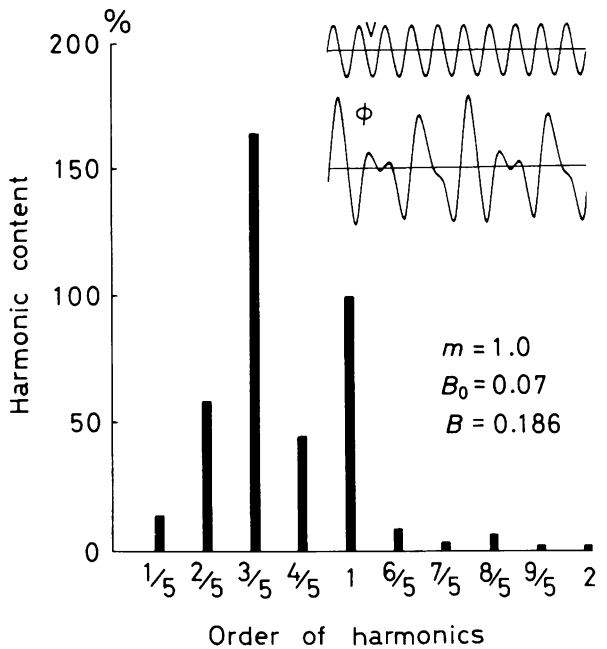 %
200
150
100
50
0
Harmonic content
V
ϕ
m = 1.0
B₀ = 0.07
B = 0.186
1/5 2/5 3/5 4/5 1 6/5 7/5 8/5 9/5 2
Order of harmonics